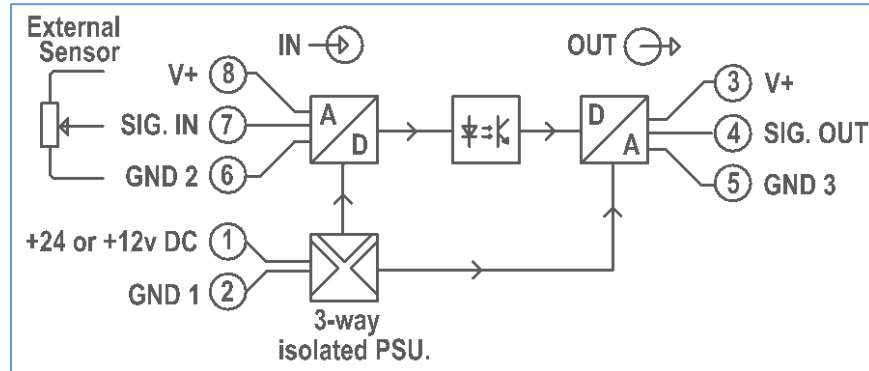 External
Sensor
IN
OUT
V+ 8
SIG. IN 7
GND 2 6
A
D
D
A
3 V+
4 SIG. OUT
5 GND 3
+24 or +12v DC 1
GND 1 2
3-way
isolated PSU.